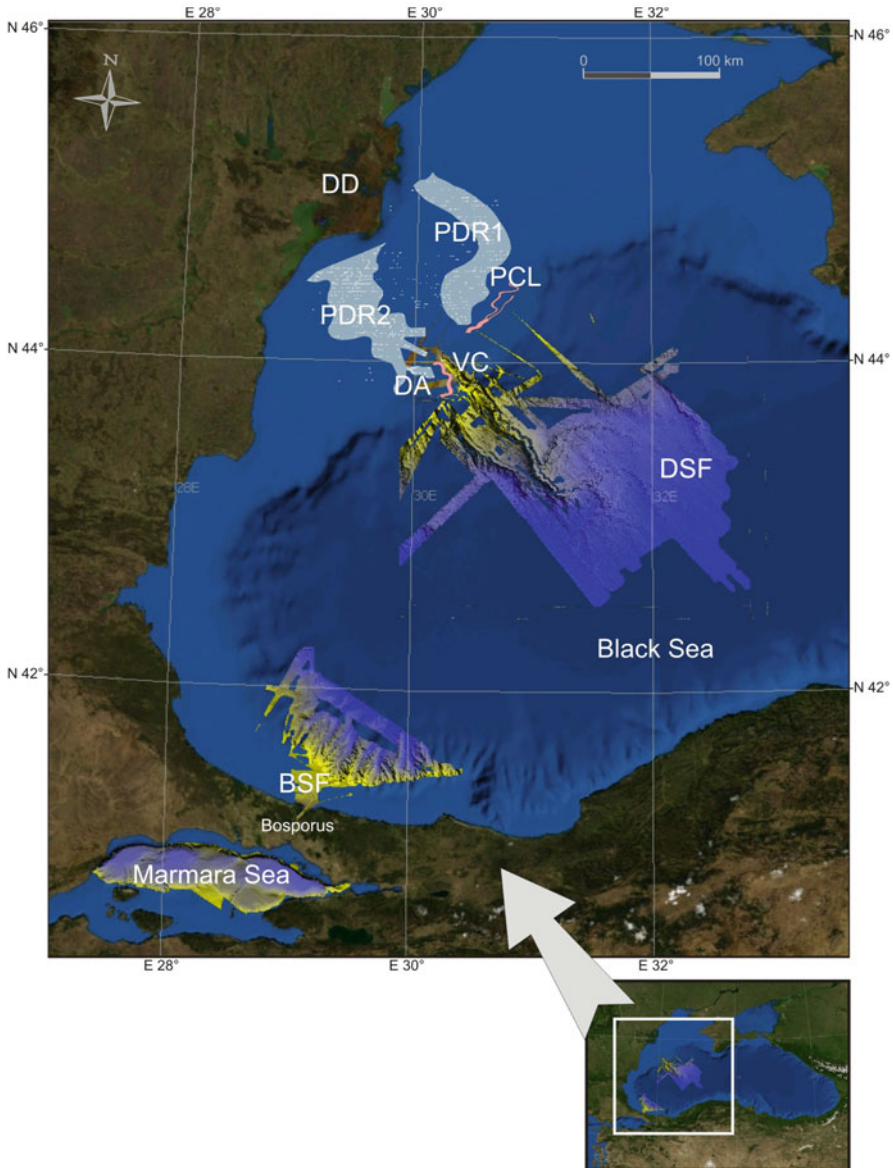 E 28°
E 30°
E 32°
N 46°
N 46°
N
0
100 km
DD
PDR1
PCL
PDR2
N 44°
N 44°
VC
DA
DSF
28E
30E
32E
Black Sea
N 42°
N 42°
BSF
Bosporus
Marmara Sea
E 28°
E 30°
E 32°